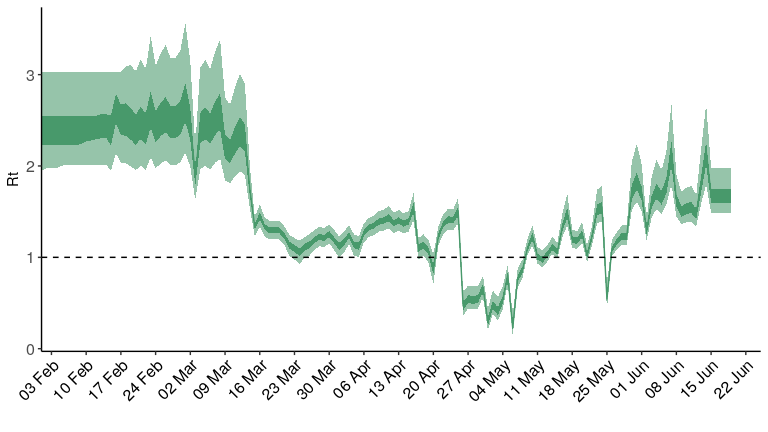 Rt
3
2
1
0
03 Feb
10 Feb
17 Feb
24 Feb
02 Mar
09 Mar
16 Mar
23 Mar
30 Mar
06 Apr
13 Apr
20 Apr
27 Apr
04 May
11 May
18 May
25 May
01 Jun
08 Jun
15 Jun
22 Jun